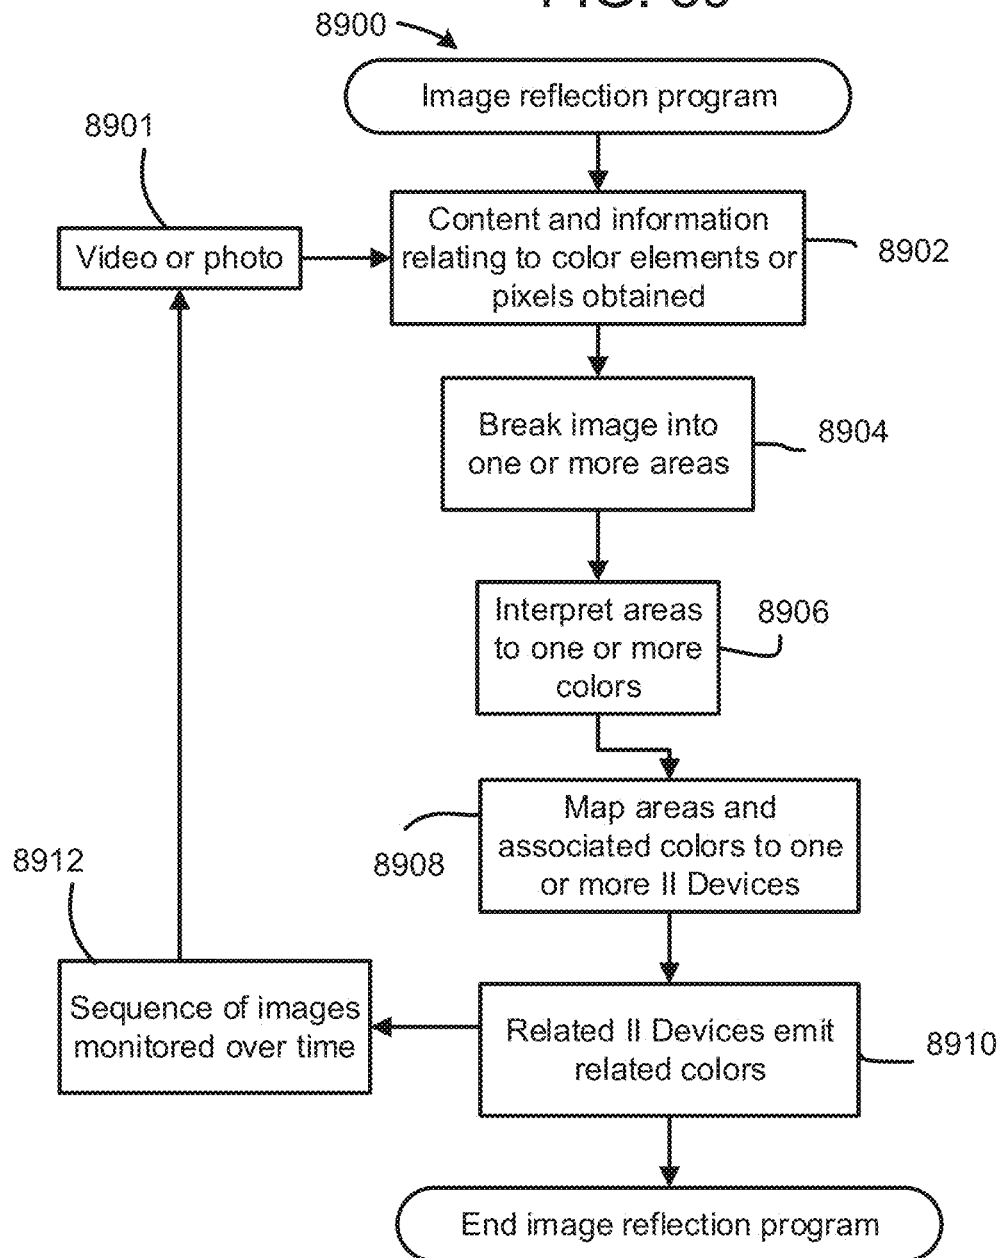 8900
Image reflection program
8901
Video or photo
Content and information
relating to color elements or
pixels obtained
8902
Break image into
one or more areas
8904
Interpret areas
to one or more
colors
8906
Map areas and
associated colors to one
or more II Devices
8908
8912
Sequence of images
monitored over time
Related II Devices emit
related colors
8910
End image reflection program